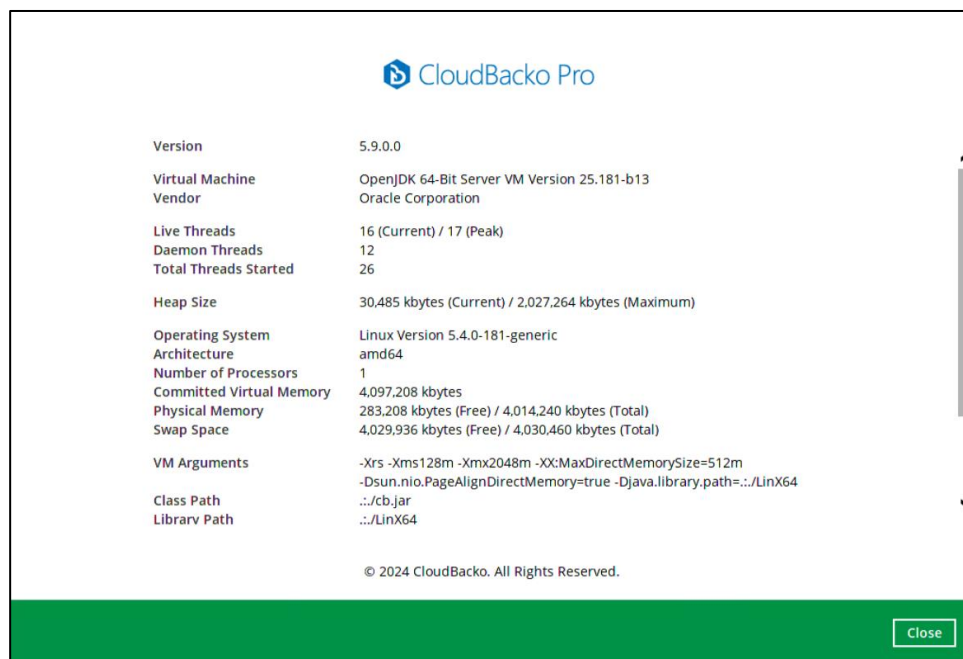 CloudBacko Pro
Version 5.9.0.0
Virtual Machine OpenJDK 64-Bit Server VM Version 25.181-b13
Vendor Oracle Corporation
Live Threads 16 (Current) / 17 (Peak)
Daemon Threads 12
Total Threads Started 26
Heap Size 30,485 kbytes (Current) / 2,027,264 kbytes (Maximum)
Operating System Linux Version 5.4.0-181-generic
Architecture amd64
Number of Processors 1
Committed Virtual Memory 4,097,208 kbytes
Physical Memory 283,208 kbytes (Free) / 4,014,240 kbytes (Total)
Swap Space 4,029,936 kbytes (Free) / 4,030,460 kbytes (Total)
VM Arguments -Xrs -Xms128m -Xmx2048m -XX:MaxDirectMemorySize=512m
-Dsun.nio.PageAlignDirectMemory=true -Djava.library.path=.:./LinX64
Class Path .:./cb.jar
Library Path .:./LinX64
© 2024 CloudBacko. All Rights Reserved.
Close